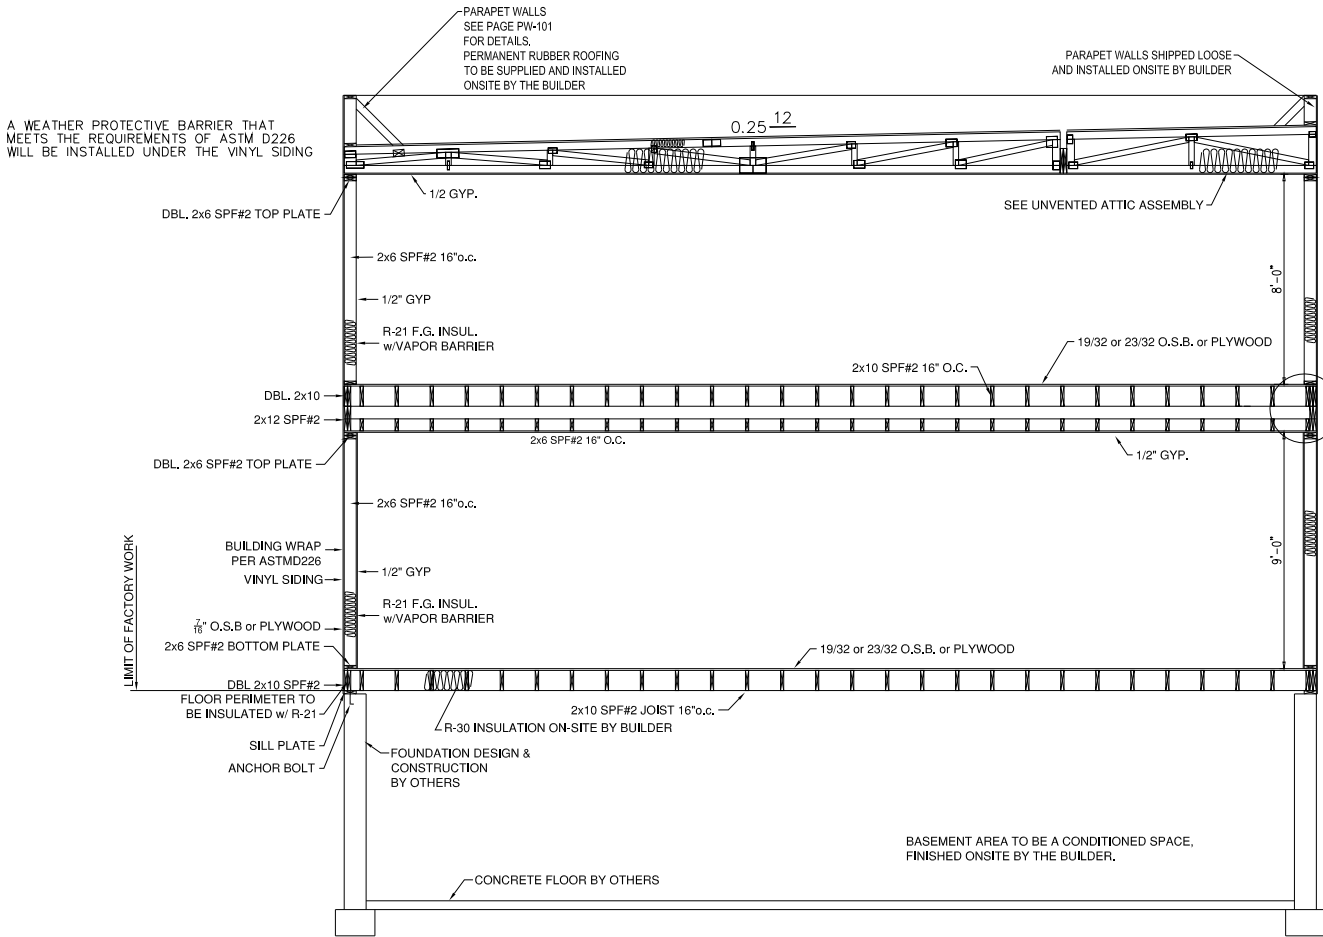 PARAPET WALLS
SEE PAGE PW-101
FOR DETAILS.
PERMANENT RUBBER ROOFING
TO BE SUPPLIED AND INSTALLED
ONSITE BY THE BUILDER
PARAPET WALLS SHIPPED LOOSE
AND INSTALLED ONSITE BY BUILDER
A WEATHER PROTECTIVE BARRIER THAT
MEETS THE REQUIREMENTS OF ASTM D226
WILL BE INSTALLED UNDER THE VINYL SIDING
12
0.25
1/2 GYP.
DBL. 2x6 SPF#2 TOP PLATE
SEE UNVENTED ATTIC ASSEMBLY
2x6 SPF#2 16"o.c.
8'-0"
1/2" GYP
R-21 F.G. INSUL.
w/VAPOR BARRIER
19/32 or 23/32 O.S.B. or PLYWOOD
2x10 SPF#2 16" O.C.
DBL. 2x10
2x12 SPF#2
2x6 SPF#2 16" O.C.
1/2" GYP.
DBL. 2x6 SPF#2 TOP PLATE
2x6 SPF#2 16"o.c.
9'-0"
LIMIT OF FACTORY WORK
BUILDING WRAP
PER ASTMD226
VINYL SIDING
1/2" GYP
R-21 F.G. INSUL.
w/VAPOR BARRIER
7/16" O.S.B or PLYWOOD
2x6 SPF#2 BOTTOM PLATE
19/32 or 23/32 O.S.B. or PLYWOOD
DBL 2x10 SPF#2
FLOOR PERIMETER TO
BE INSULATED w/ R-21
2x10 SPF#2 JOIST 16"o.c.
R-30 INSULATION ON-SITE BY BUILDER
SILL PLATE
ANCHOR BOLT
FOUNDATION DESIGN &
CONSTRUCTION
BY OTHERS
BASEMENT AREA TO BE A CONDITIONED SPACE,
FINISHED ONSITE BY THE BUILDER.
CONCRETE FLOOR BY OTHERS